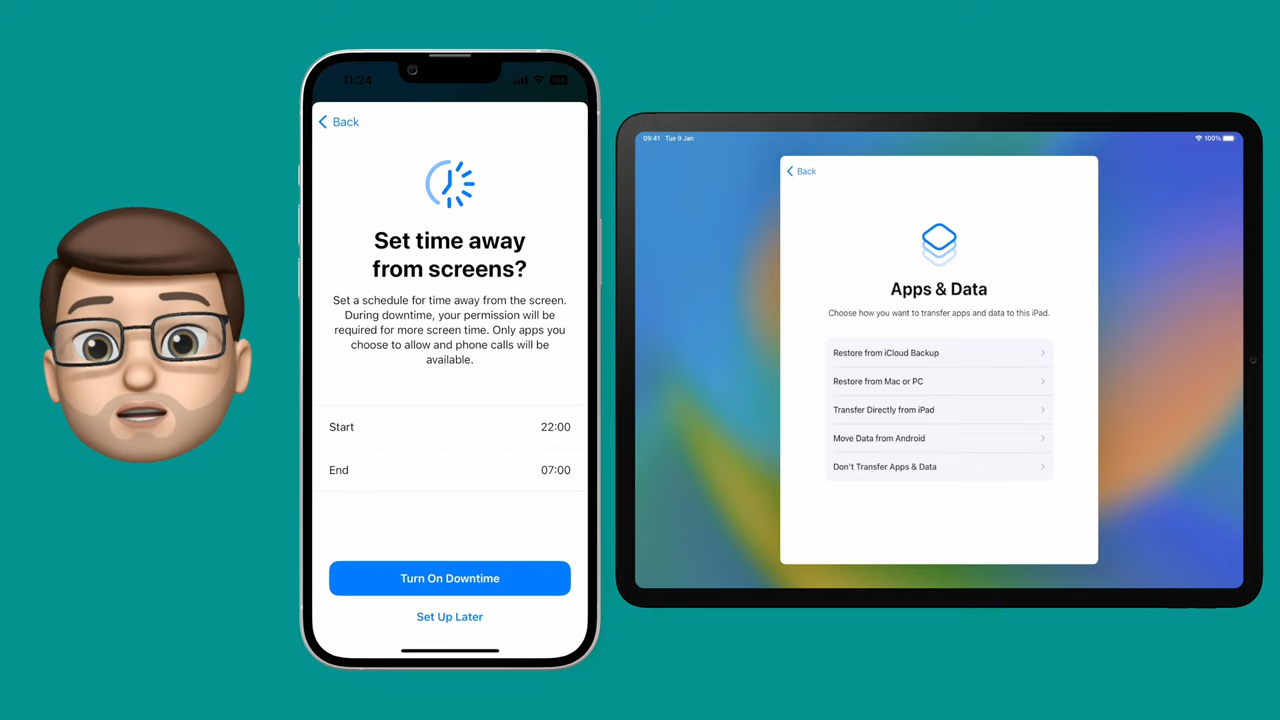 11:24
100
Back
Set time away
from screens?
Set a schedule for time away from the screen.
During downtime, your permission will be
required for more screen time. Only apps you
choose to allow and phone calls will be
available.
Start 22:00
End 07:00
Turn On Downtime
Set Up Later
09:41 Tue 9 Jan
100%
Back
Apps & Data
Choose how you want to transfer apps and data to this iPad.
Restore from iCloud Backup
Restore from Mac or PC
Transfer Directly from iPad
Move Data from Android
Don't Transfer Apps & Data